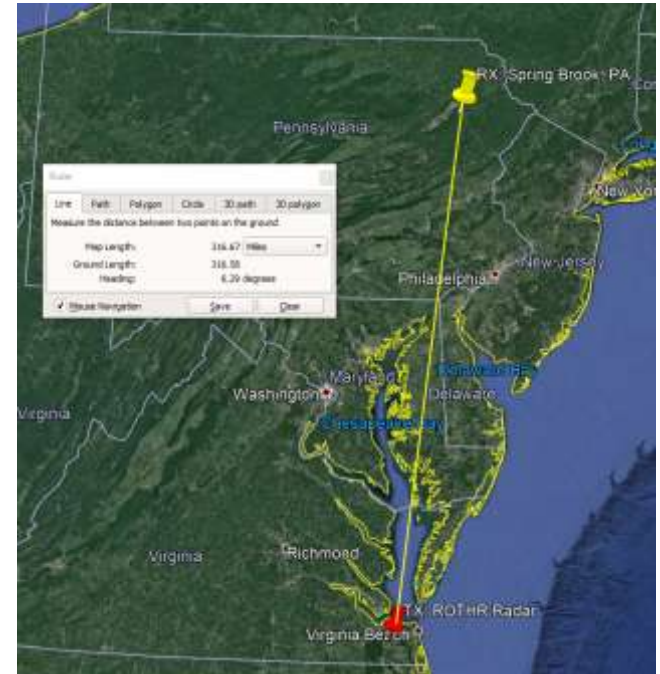 RX: Spring Brook, PA
Pennsylvania
Ruler
Line Path Polygon Circle 3D path 3D polygon
Measure the distance between two points on the ground
Map Length: 316.67 Miles
Ground Length: 316.58
Heading: 6.29 degrees
Mouse Navigation Save Clear
New York
Philadelphia
New Jersey
Maryland
Washington
Delaware
Virginia
Chesapeake Bay
Virginia
Richmond
TX: ROTHR Radar
Virginia Beach